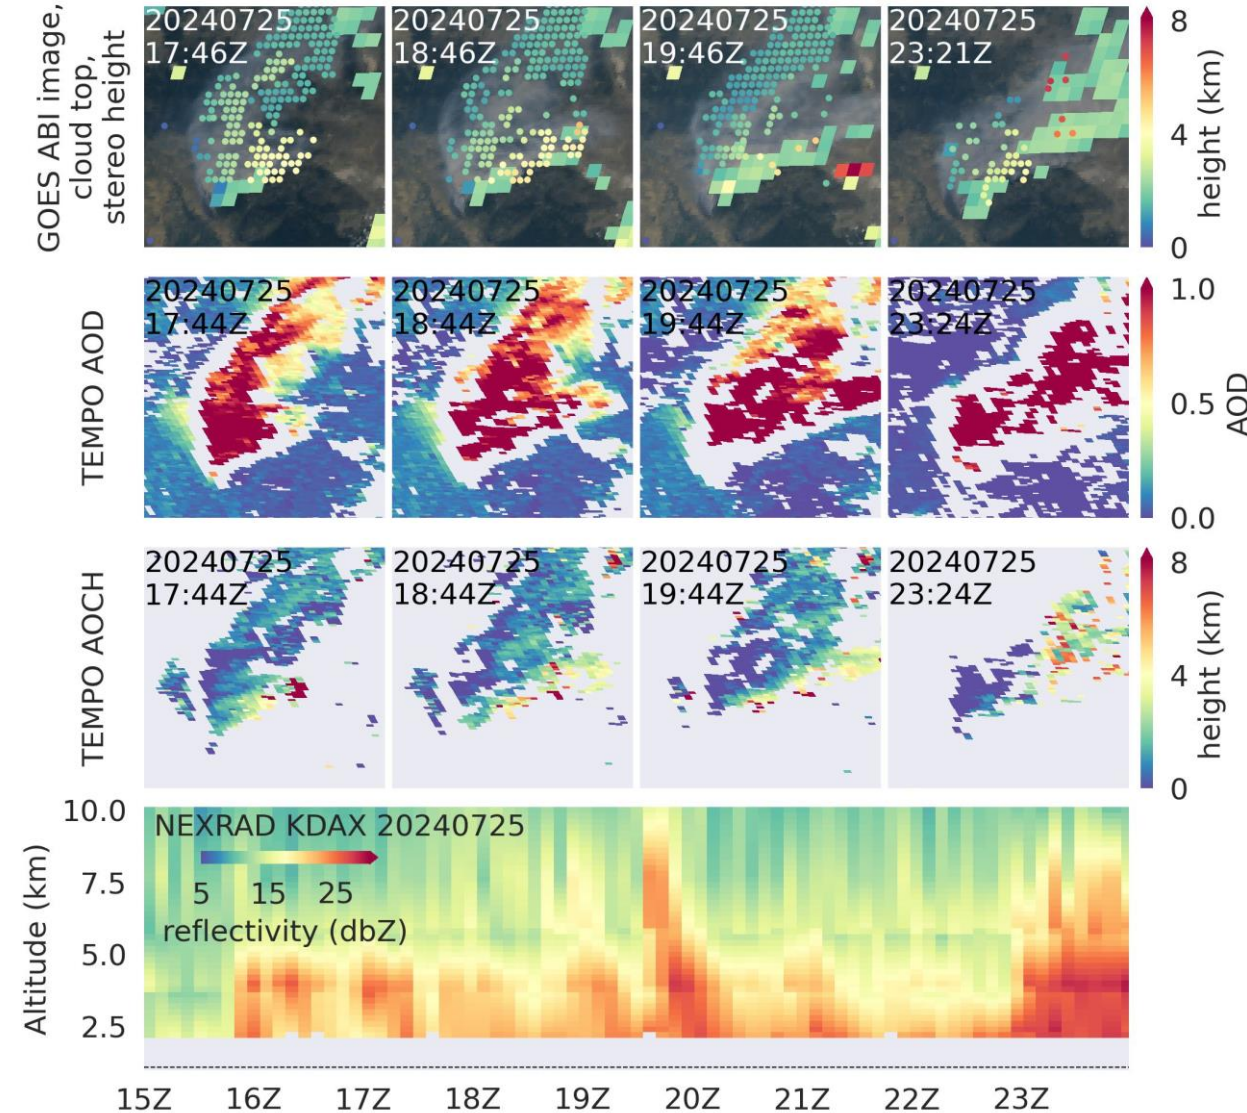 GOES ABI image,
cloud top,
stereo height
20240725
17:46Z
20240725
18:46Z
20240725
19:46Z
20240725
23:21Z
8
4
0
height (km)
TEMPO AOD
20240725
17:44Z
20240725
18:44Z
20240725
19:44Z
20240725
23:24Z
1.0
0.5
0.0
AOD
TEMPO AOCH
20240725
17:44Z
20240725
18:44Z
20240725
19:44Z
20240725
23:24Z
8
4
0
height (km)
Altitude (km)
10.0
7.5
5.0
2.5
NEXRAD KDAX 20240725
5 15 25
reflectivity (dbZ)
15Z 16Z 17Z 18Z 19Z 20Z 21Z 22Z 23Z